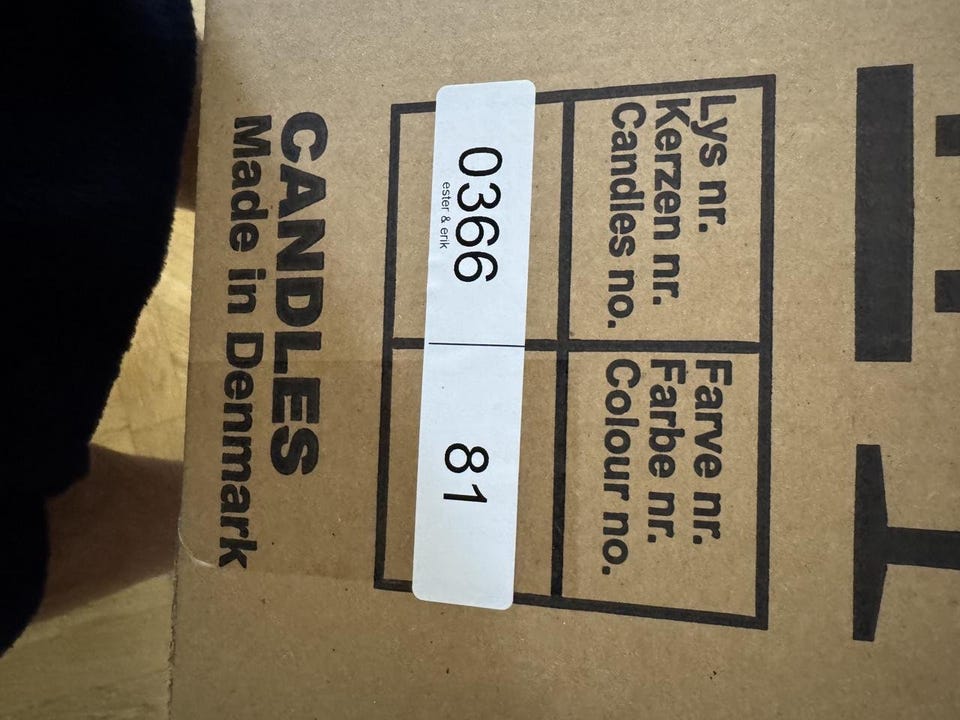 Lys nr.
Kerzen nr.
Candles no.
Farve nr.
Farbe nr.
Colour no.
0366
81
ester & erik
CANDLES
Made in Denmark